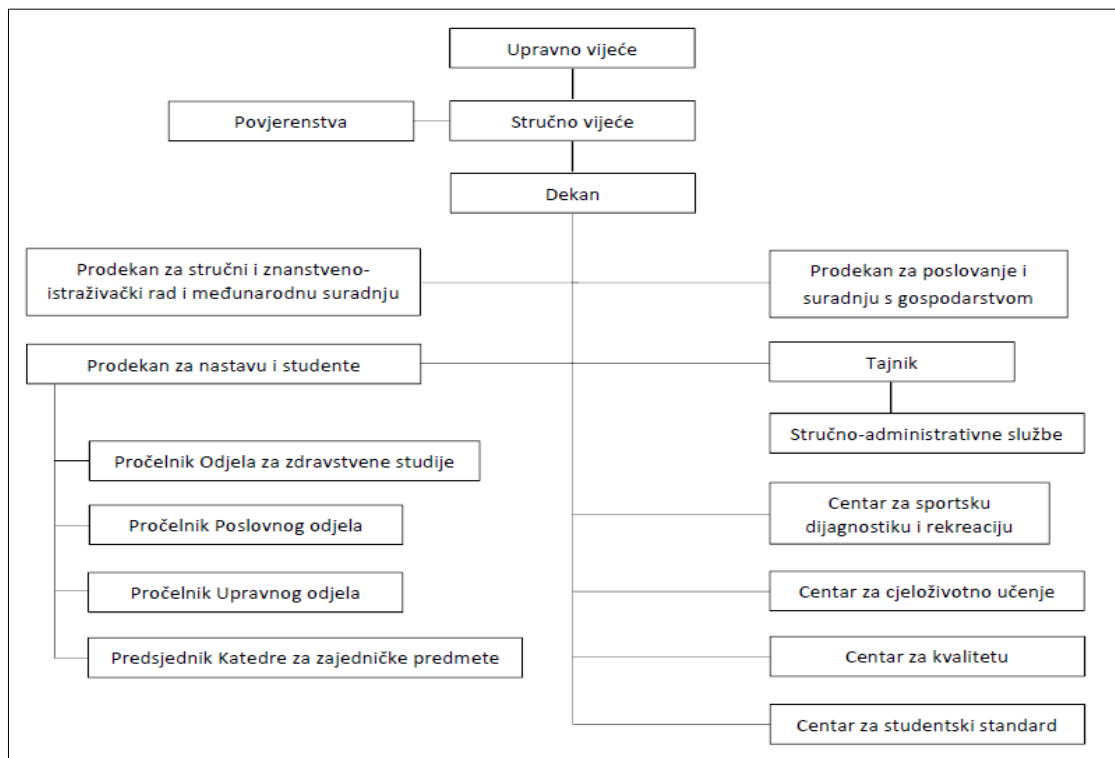 Upravno vijeće
Povjerenstva
Stručno vijeće
Dekan
Prodekan za stručni i znanstveno-
istraživački rad i međunarodnu suradnju
Prodekan za poslovanje i
suradnju s gospodarstvom
Prodekan za nastavu i studente
Tajnik
Stručno-administrativne službe
Pročelnik Odjela za zdravstvene studije
Pročelnik Poslovnog odjela
Pročelnik Upravnog odjela
Predsjednik Katedre za zajedničke predmete
Centar za sportsku
dijagnostiku i rekreaciju
Centar za cjeloživotno učenje
Centar za kvalitetu
Centar za studentski standard